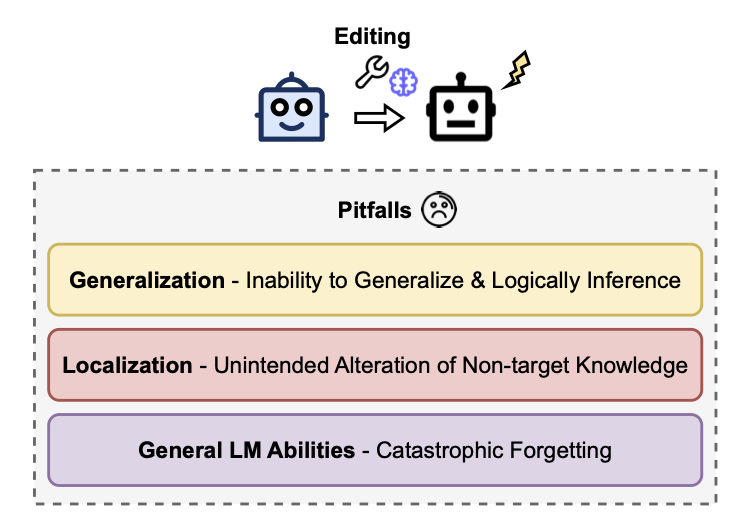 Editing
Pitfalls
Generalization - Inability to Generalize & Logically Inference
Localization - Unintended Alteration of Non-target Knowledge
General LM Abilities - Catastrophic Forgetting